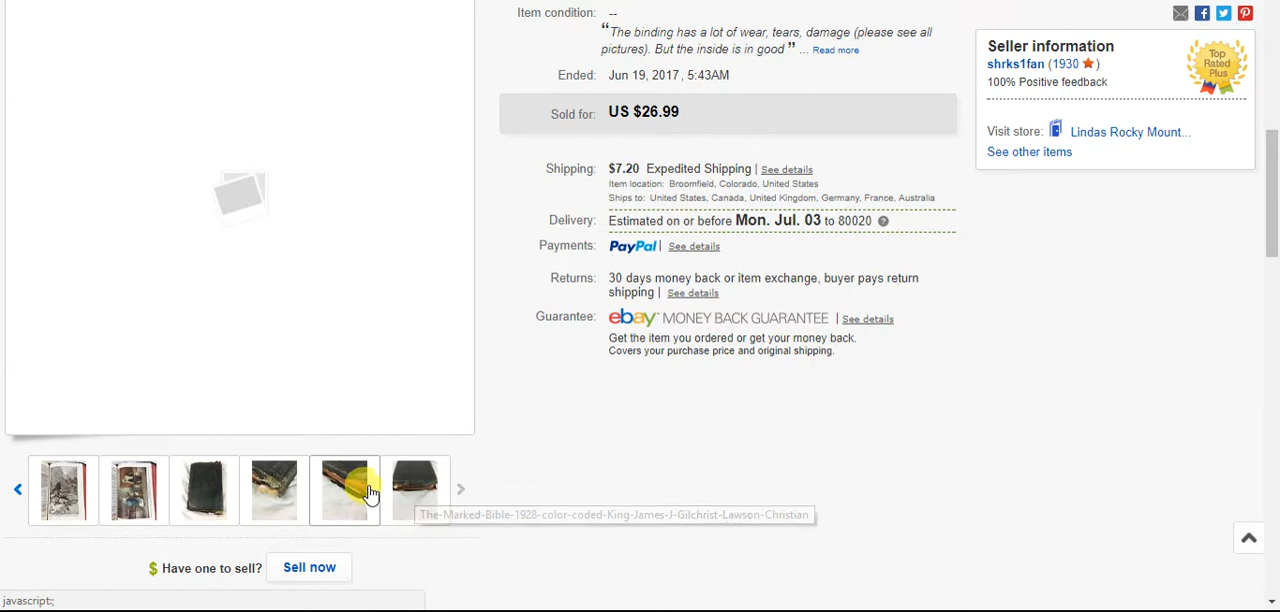 Item condition: --
"The binding has a lot of wear, tears, damage (please see all
pictures). But the inside is in good " ... Read more
Ended: Jun 19, 2017 , 5:43AM
Sold for: US $26.99
Shipping: $7.20 Expedited Shipping | See details
Item location: Broomfield, Colorado, United States
Ships to: United States, Canada, United Kingdom, Germany, France, Australia
Delivery: Estimated on or before Mon. Jul. 03 to 80020 ?
Payments: PayPal | See details
Returns: 30 days money back or item exchange, buyer pays return
shipping | See details
Guarantee: ebay MONEY BACK GUARANTEE | See details
Get the item you ordered or get your money back.
Covers your purchase price and original shipping.
Seller information
shrks1fan (1930 )
100% Positive feedback
Top
Rated
Plus
Visit store: Lindas Rocky Mount...
See other items
The-Marked-Bible-1928-color-coded-King-James-J-Gilchrist-Lawson-Christian
$ Have one to sell? Sell now
javascript:;